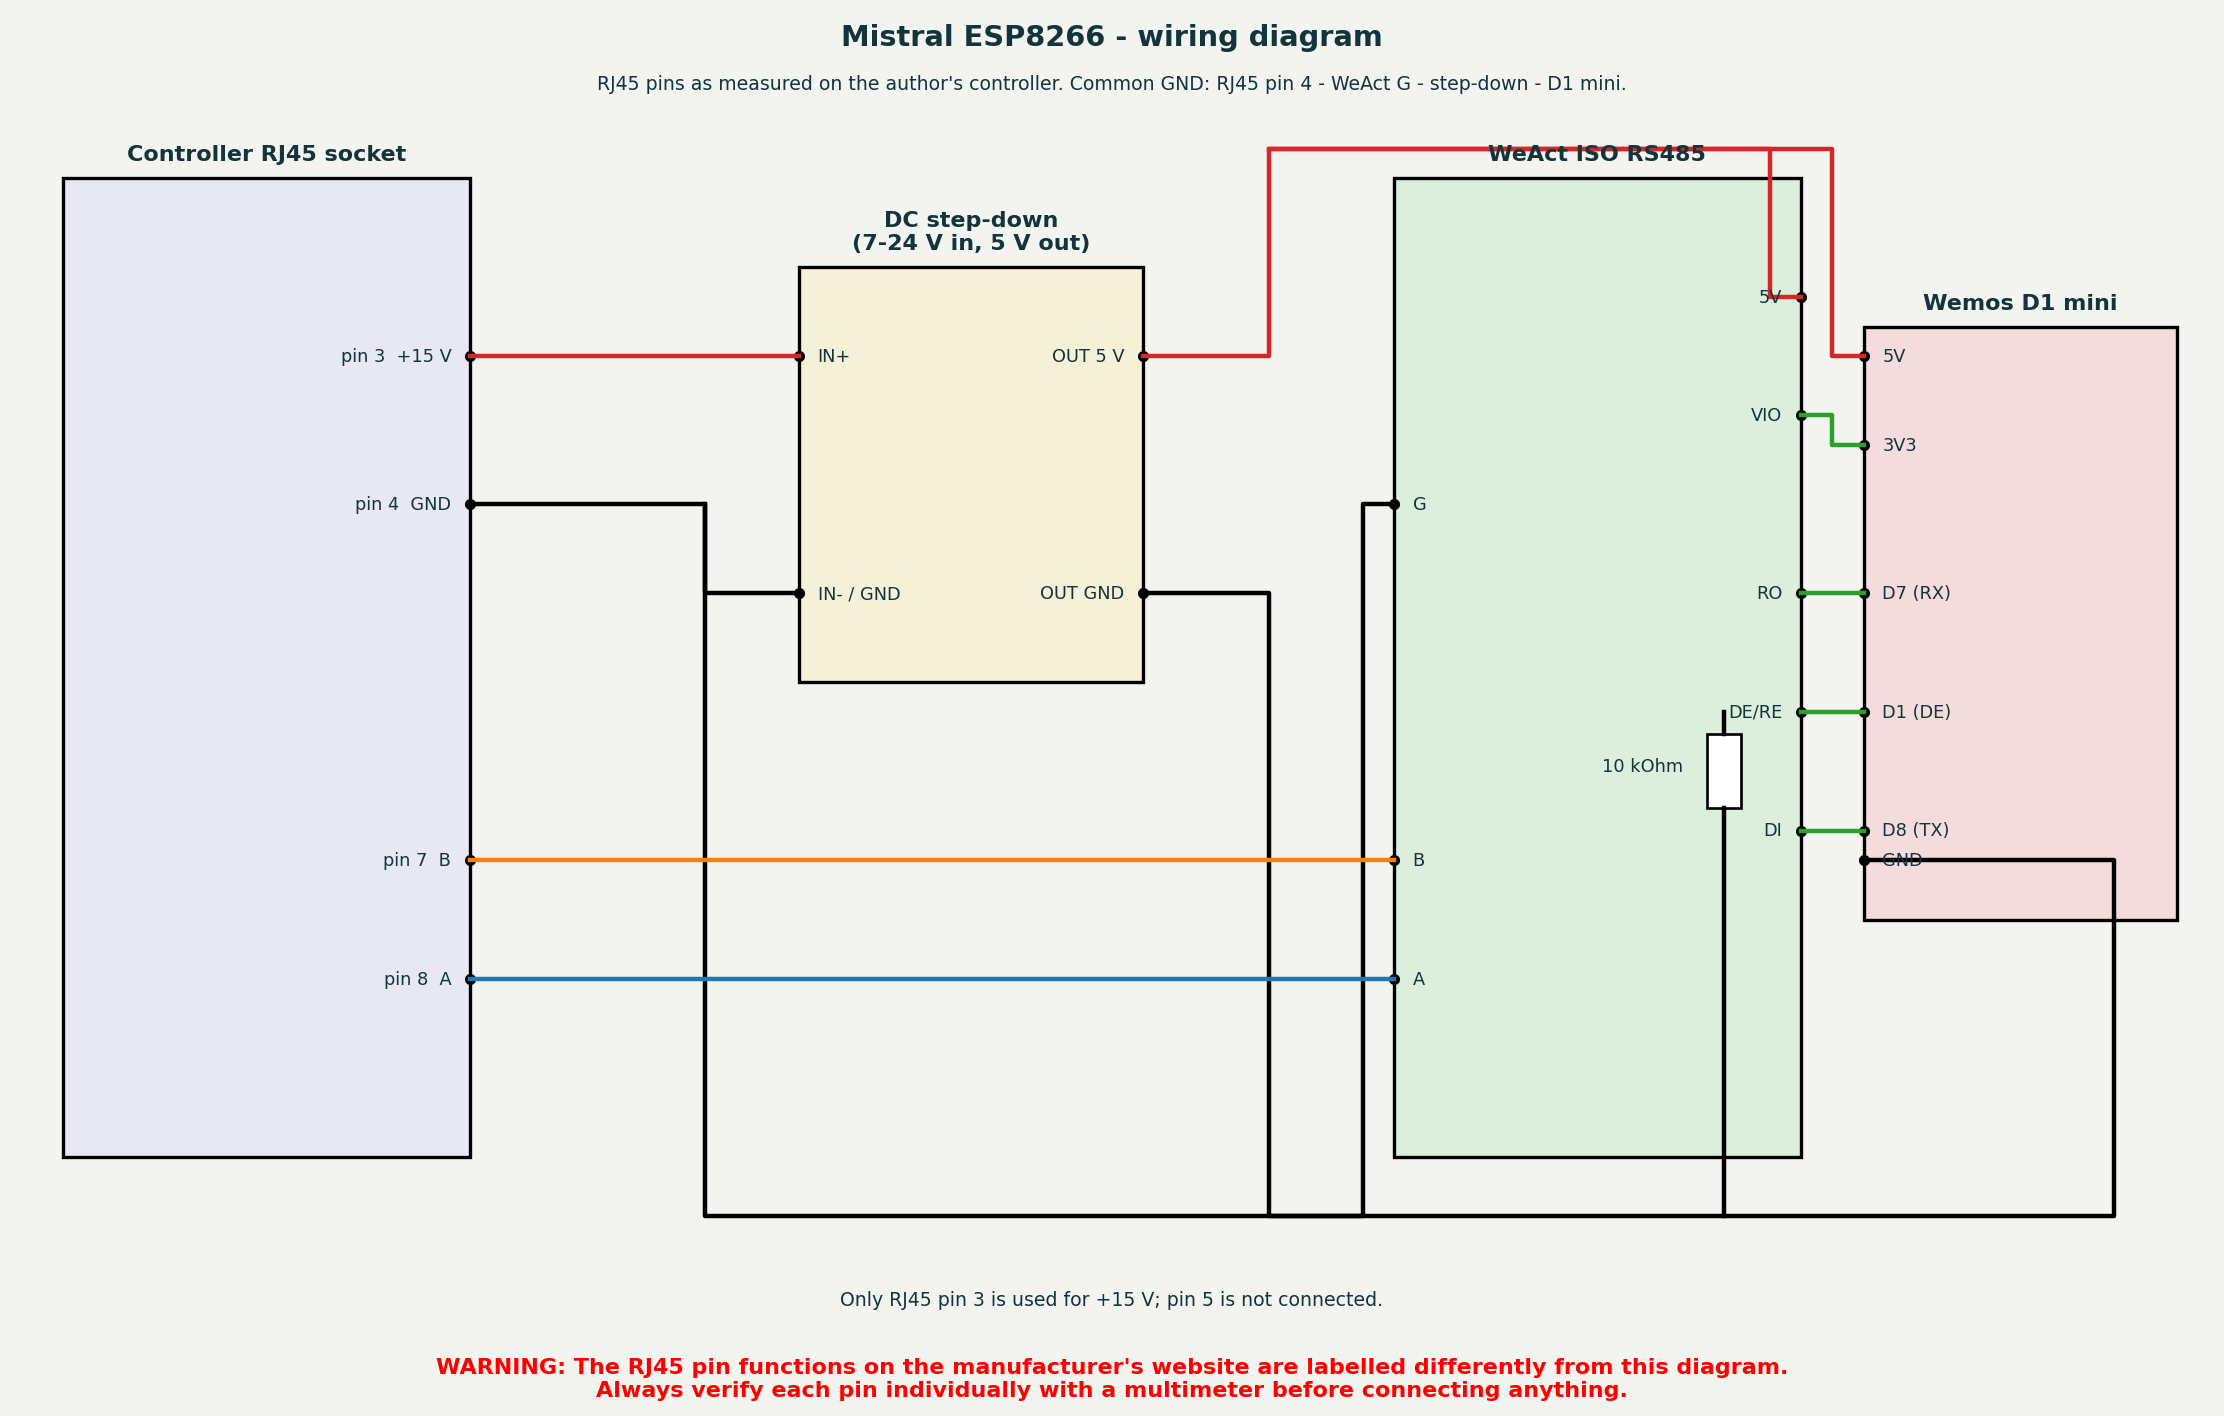 Mistral ESP8266 - wiring diagram
RJ45 pins as measured on the author's controller. Common GND: RJ45 pin 4 - WeAct G - step-down - D1 mini.
Controller RJ45 socket
pin 3  +15 V
pin 4  GND
pin 7  B
pin 8  A
DC step-down
(7-24 V in, 5 V out)
IN+
OUT 5 V
IN- / GND
OUT GND
WeAct ISO RS485
5V
VIO
G
RO
DE/RE
10 kOhm
DI
B
A
Wemos D1 mini
5V
3V3
D7 (RX)
D1 (DE)
D8 (TX)
GND
Only RJ45 pin 3 is used for +15 V; pin 5 is not connected.
WARNING: The RJ45 pin functions on the manufacturer's website are labelled differently from this diagram.
Always verify each pin individually with a multimeter before connecting anything.